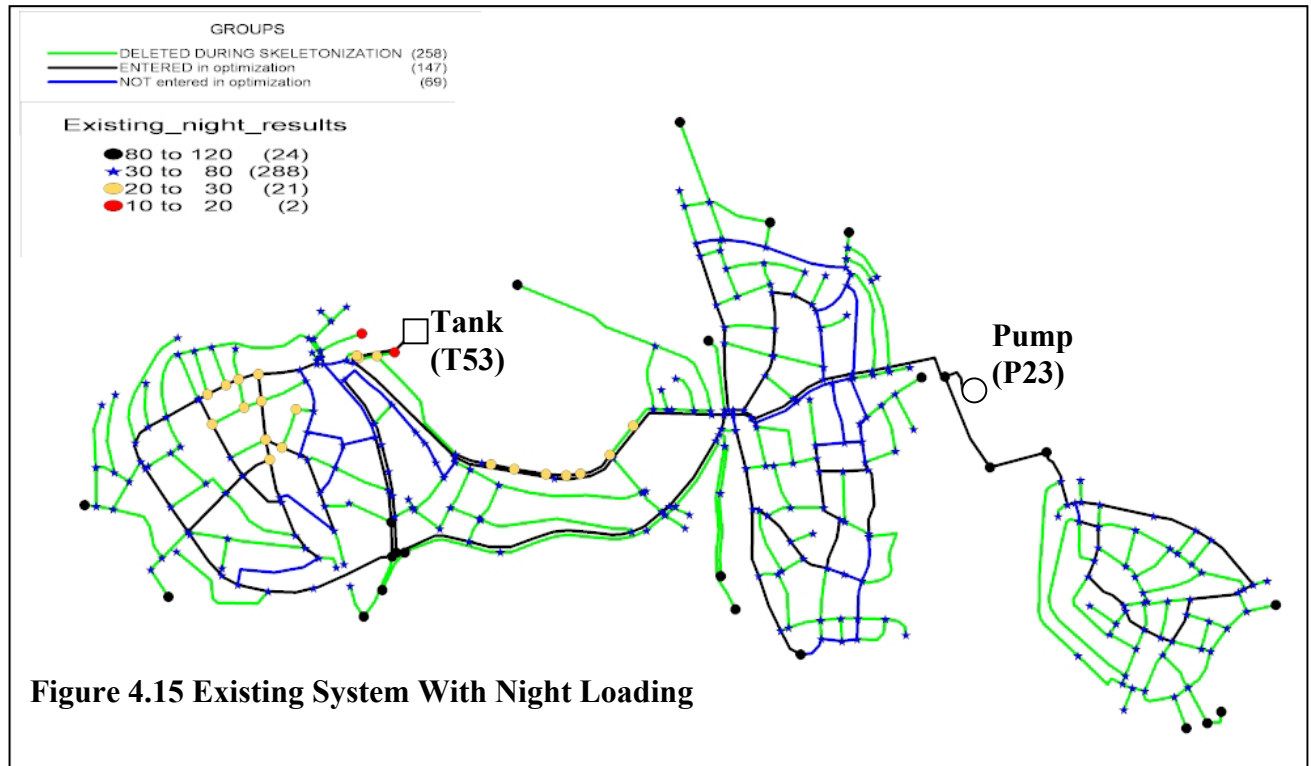 GROUPS
DELETED DURING SKELETONIZATION (258)
ENTERED in optimization (147)
NOT entered in optimization (69)
Existing_night_results
80 to 120 (24)
30 to 80 (288)
20 to 30 (21)
10 to 20 (2)
Tank
(T53)
Pump
(P23)
Figure 4.15 Existing System With Night Loading